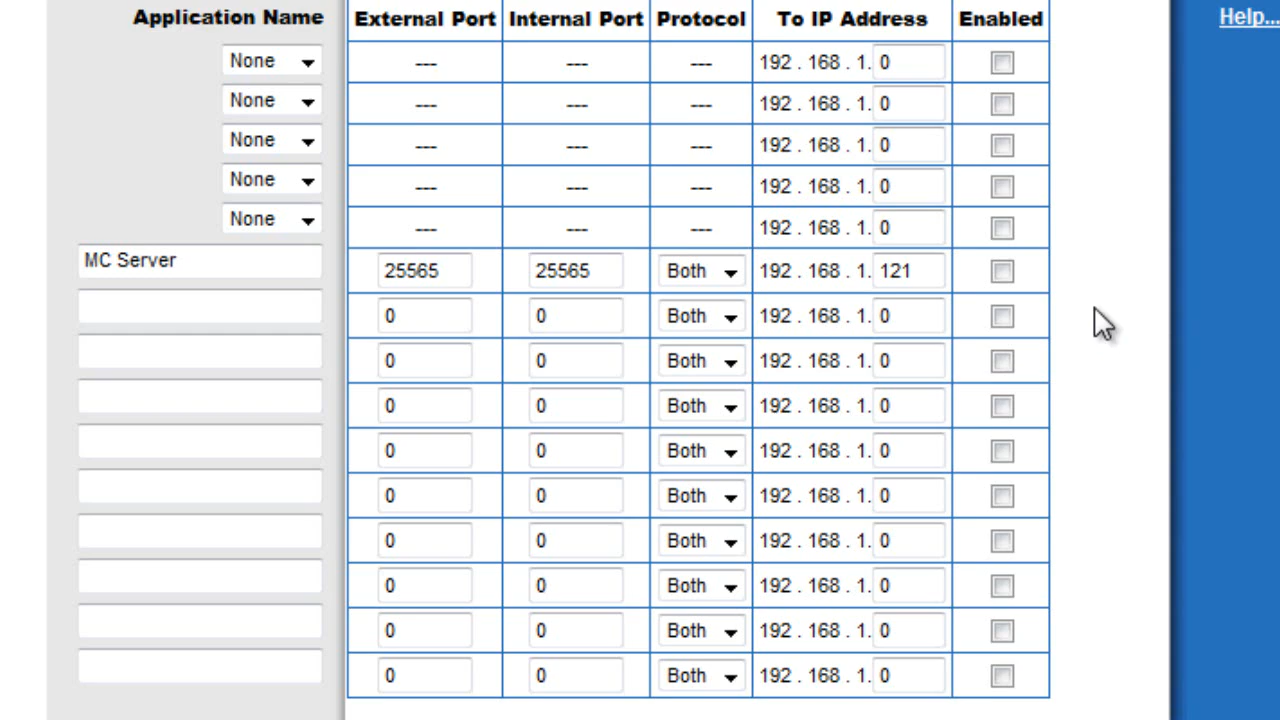 Application Name External Port Internal Port Protocol To IP Address Enabled Help...
None --- --- --- 192 . 168 . 1. 0
None --- --- --- 192 . 168 . 1. 0
None --- --- --- 192 . 168 . 1. 0
None --- --- --- 192 . 168 . 1. 0
None --- --- --- 192 . 168 . 1. 0
MC Server 25565 25565 Both 192 . 168 . 1. 121
0 0 Both 192 . 168 . 1. 0
0 0 Both 192 . 168 . 1. 0
0 0 Both 192 . 168 . 1. 0
0 0 Both 192 . 168 . 1. 0
0 0 Both 192 . 168 . 1. 0
0 0 Both 192 . 168 . 1. 0
0 0 Both 192 . 168 . 1. 0
0 0 Both 192 . 168 . 1. 0
0 0 Both 192 . 168 . 1. 0